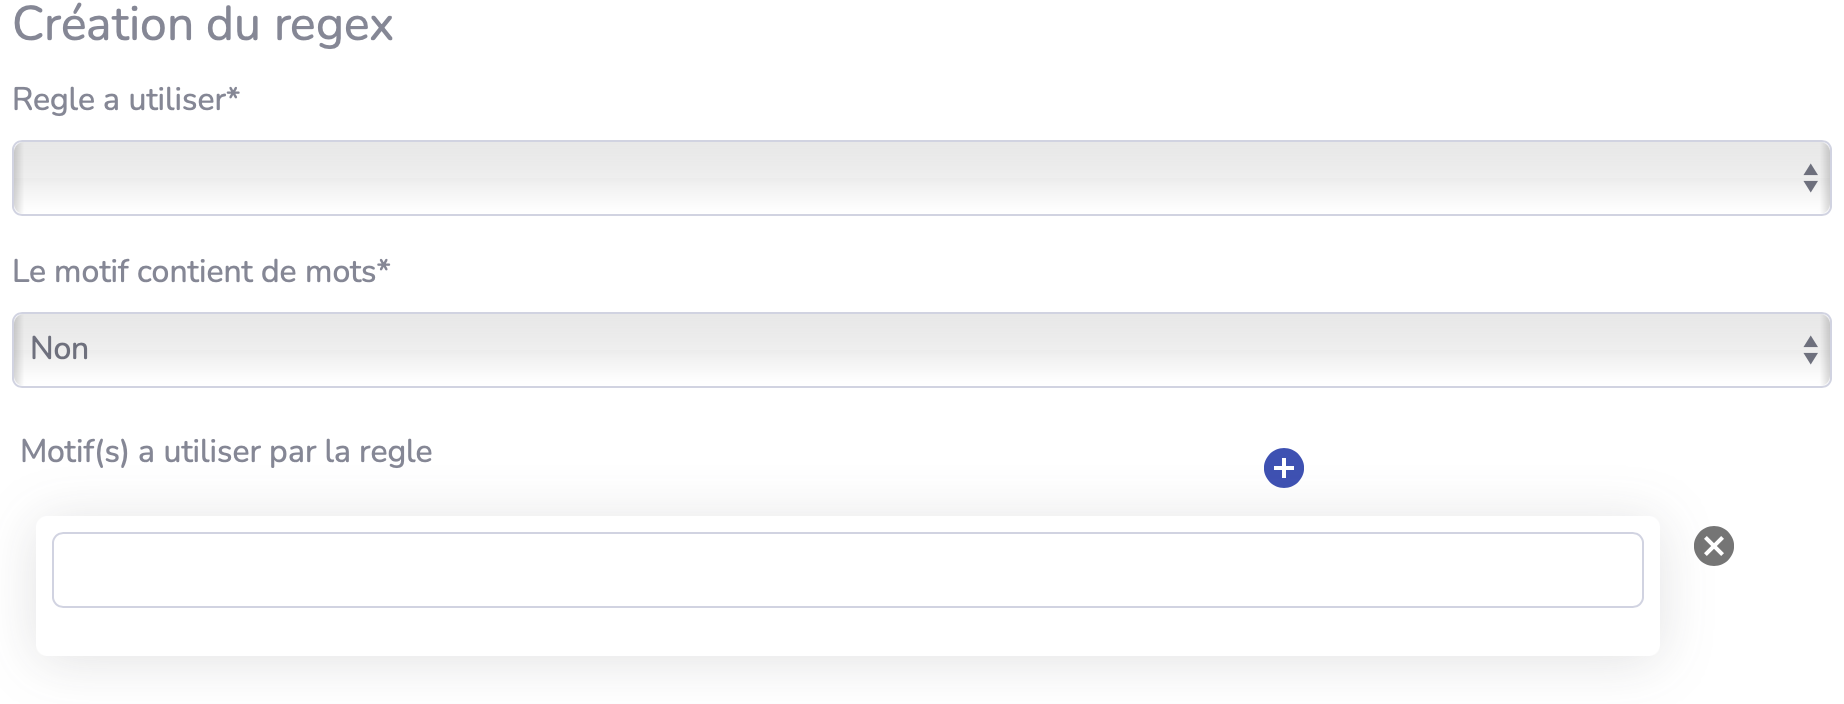 Création du regex
Regle a utiliser*
Le motif contient de mots*
Non
Motif(s) a utiliser par la regle